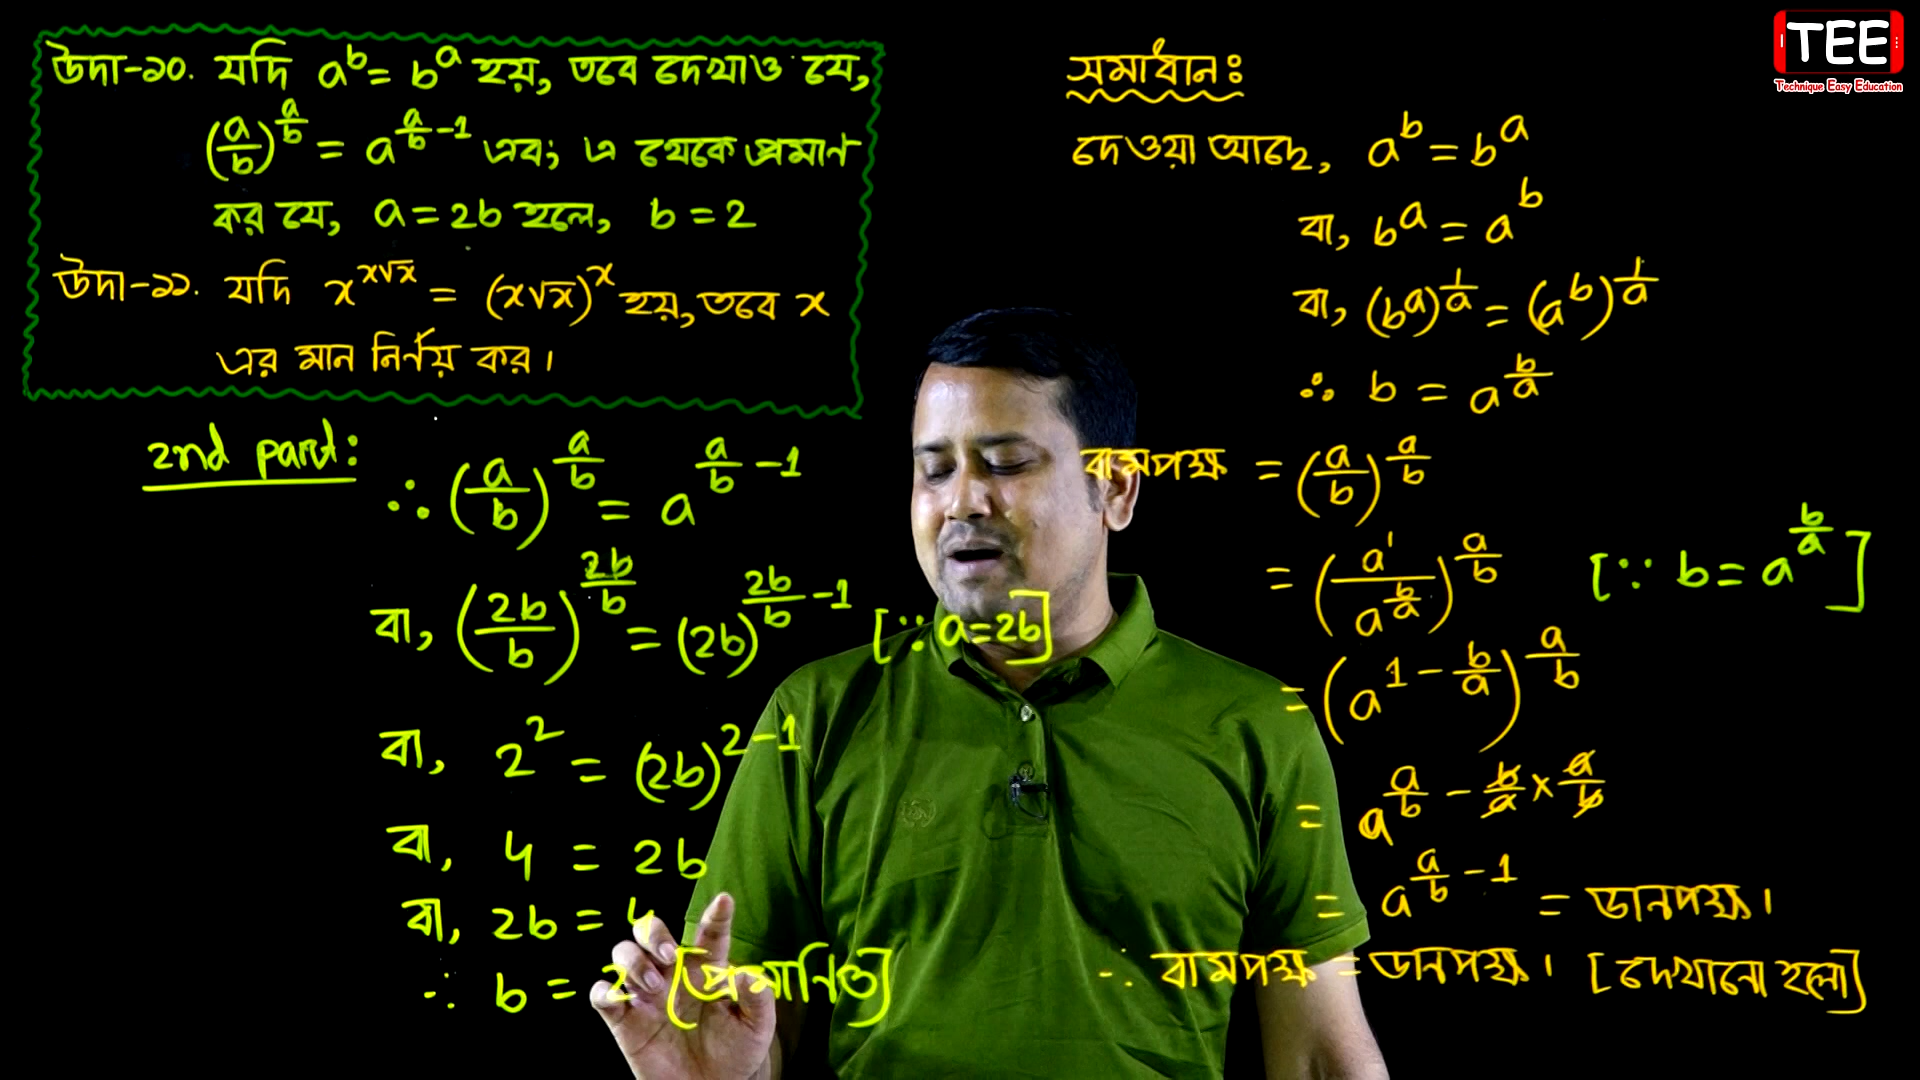 উদা-১০. যদি a^b = b^a হয়, তবে দেখাও যে,
(a/b)^(a/b) = a^(a/b - 1) এবং এ থেকে প্রমাণ
কর যে, a = 2b হলে, b = 2
উদা-১১. যদি x^(x√x) = (x√x)^x হয়, তবে x
এর মান নির্ণয় কর।
2nd part:
∴ (a/b)^(a/b) = a^(a/b - 1)
বা, (2b/b)^(2b/b) = (2b)^(2b/b - 1) [∵ a = 2b]
বা, 2^2 = (2b)^(2-1)
বা, 4 = 2b
বা, 2b = 4
∴ b = 2 [প্রমানিত]
সমাধানঃ
দেওয়া আছে, a^b = b^a
বা, b^a = a^b
বা, (b^a)^(1/a) = (a^b)^(1/a)
∴ b = a^(b/a)
বামপক্ষ = (a/b)^(a/b)
= (a^1/a^(b/a))^(a/b) [∵ b = a^(b/a)]
= (a^(1 - b/a))^(a/b)
= a^(a/b - b/a × a/b)
= a^(a/b - 1) = ডানপক্ষ।
∴ বামপক্ষ = ডানপক্ষ। [দেখানো হলো]
TEE
Technique Easy Education